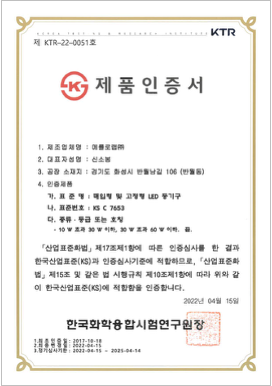 KTR
제 KTR-22-0051호
제품인증서
1. 제조업체명 : 에플로엠㈜
2. 대표자성명 : 신소봉
3. 공장 소재지 : 경기도 화성시 반월남길 106 (반월동)
4. 인증제품
가. 표 준 명 : 매입형 및 고정형 LED 등기구
나. 표준번호 : KS C 7653
다. 종류·등급 또는 호칭
- 10 W 초과 30 W 이하, 30 W 초과 60 W 이하. 끝.
「산업표준화법」제17조제1항에 따른 인증심사를 한 결과
한국산업표준(KS)과 인증심사기준에 적합하므로, 「산업표준화
법」제15조 및 같은 법 시행규칙 제10조제1항에 따라 위와 같
이 한국산업표준(KS)에 적합함을 인증합니다.
2022년 04월 15일
한국화학융합시험연구원장
1.최초인증일 : 2017-10-18
2.최종변경일 : 2022-04-15
3.정기심사기한 : 2022-04-15 ~ 2025-04-14